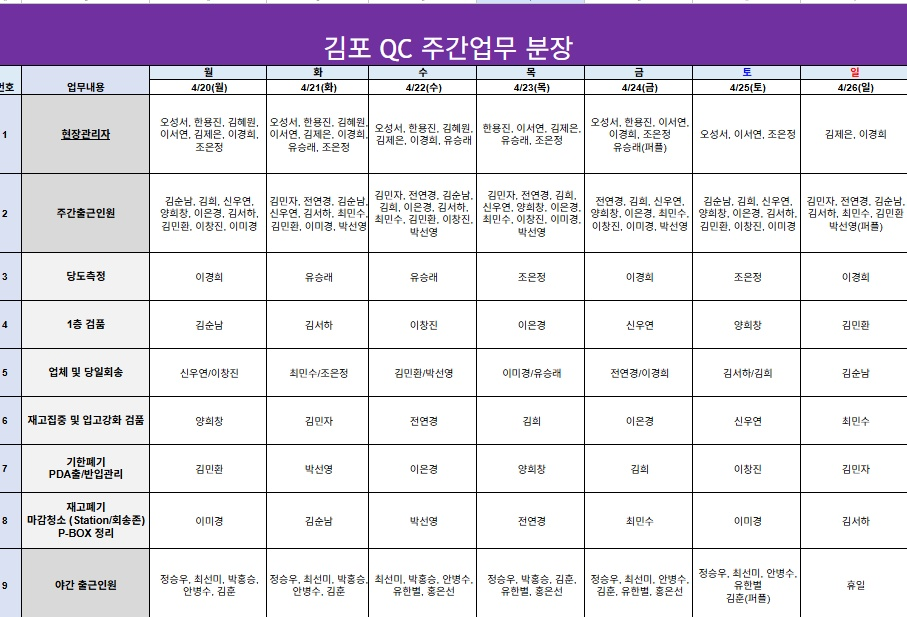 김포 QC 주간업무 분장
번호 업무내용 월 화 수 목 금 토 일
4/20(월) 4/21(화) 4/22(수) 4/23(목) 4/24(금) 4/25(토) 4/26(일)
1
현장관리자
오성서, 한용진, 김혜원,
이서연, 김제은, 이경희,
조은정
오성서, 한용진, 김혜원,
이서연, 김제은, 이경희,
유승래, 조은정
오성서, 한용진, 김혜원,
김제은, 이경희, 유승래
한용진, 이서연, 김제은,
유승래, 조은정
오성서, 한용진, 이서연,
이경희, 조은정
유승래(퍼플)
오성서, 이서연, 조은정
김제은, 이경희
2
주간출근인원
김순남, 김희, 신우연,
양희창, 이은경, 김서하,
김민환, 이창진, 이미경
김민자, 전연경, 김순남,
신우연, 김서하, 최민수,
김민환, 이미경, 박선영
김민자, 전연경, 김순남,
김희, 이은경, 김서하,
최민수, 김민환, 이창진,
박선영
김민자, 전연경, 김희,
신우연, 양희창, 이은경,
최민수, 이창진, 이미경,
박선영
전연경, 김희, 신우연,
양희창, 이은경, 최민수,
이창진, 이미경, 박선영
김순남, 김희, 신우연,
양희창, 이은경, 김서하,
김민환, 이창진, 이미경
김민자, 전연경, 김순남,
김서하, 최민수, 김민환
박선영(퍼플)
3 당도측정 이경희 유승래 유승래 조은정 이경희 조은정 이경희
4 1층 검품 김순남 김서하 이창진 이은경 신우연 양희창 김민환
5 업체 및 당일회송 신우연/이창진 최민수/조은정 김민환/박선영 이미경/유승래 전연경/이경희 김서하/김희 김순남
6 재고집중 및 입고강화 검품 양희창 김민자 전연경 김희 이은경 신우연 최민수
7
기한폐기
PDA출/반입관리
김민환 박선영 이은경 양희창 김희 이창진 김민자
8
재고폐기
마감청소 (Station/회송존)
P-BOX 정리
이미경 김순남 박선영 전연경 최민수 이미경 김서하
9
야간 출근인원
정승우, 최선미, 박홍승,
안병수, 김훈
정승우, 최선미, 박홍승,
안병수, 김훈
최선미, 박홍승, 안병수,
유한별, 홍은선
정승우, 박홍승, 김훈,
유한별, 홍은선
정승우, 최선미, 안병수,
김훈, 유한별, 홍은선
정승우, 최선미, 안병수,
유한별
김훈(퍼플)
휴일